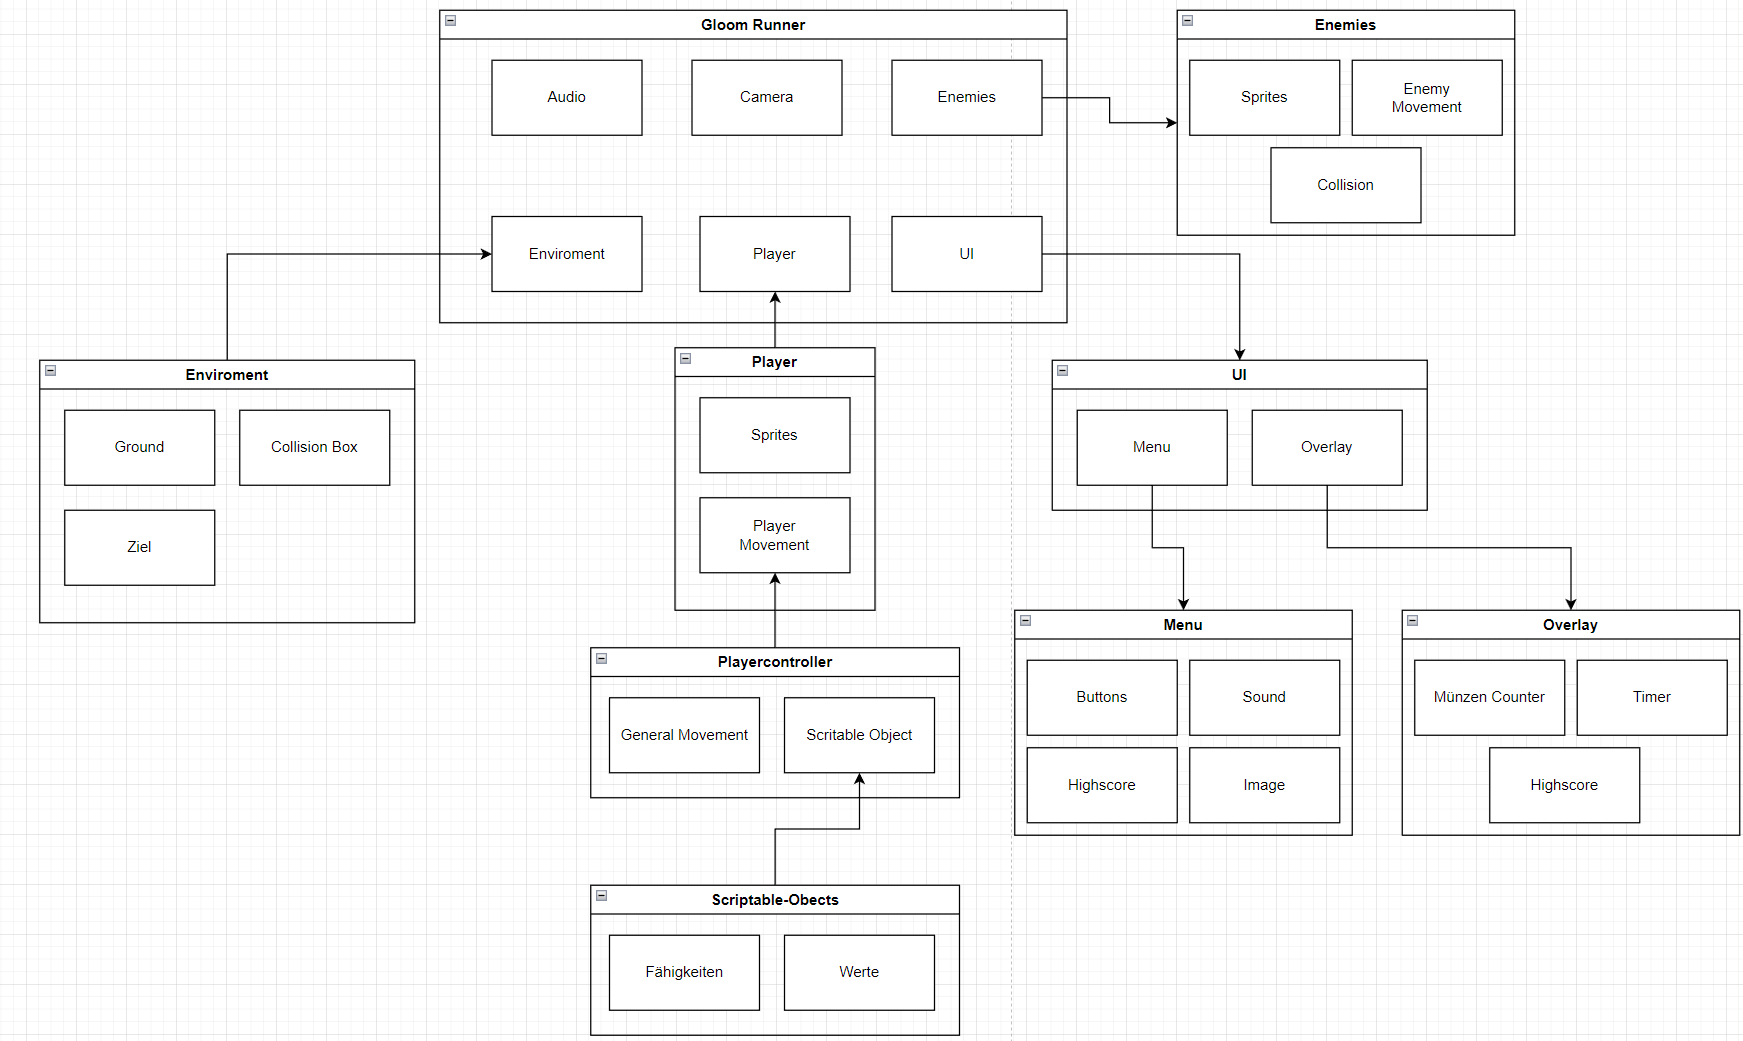 Gloom Runner
Audio
Camera
Enemies
Enviroment
Player
UI
Enemies
Sprites
Enemy
Movement
Collision
Enviroment
Ground
Collision Box
Ziel
Player
Sprites
Player
Movement
UI
Menu
Overlay
Playercontroller
General Movement
Scritable Object
Menu
Buttons
Sound
Highscore
Image
Overlay
Münzen Counter
Timer
Highscore
Scriptable-Obects
Fähigkeiten
Werte